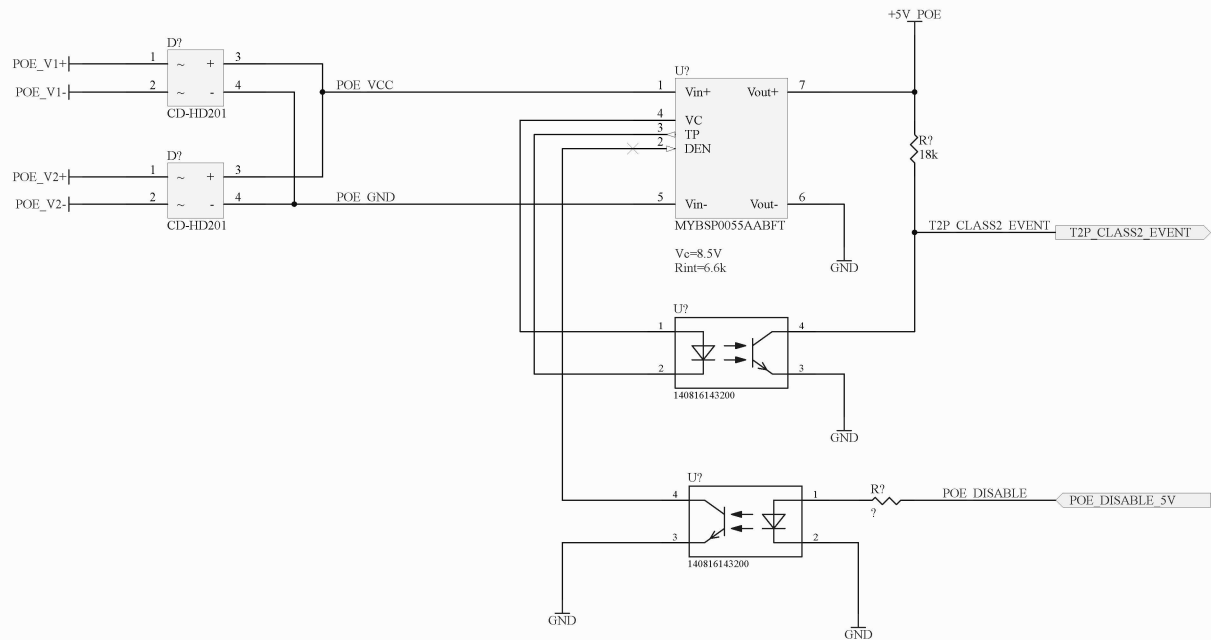 +5V_POE
D?
POE_V1+
1
~
+
3
POE_V1-
2
~
-
4
CD-HD201
POE_VCC
D?
POE_V2+
1
~
+
3
POE_V2-
2
~
-
4
CD-HD201
POE_GND
U?
1
Vin+
Vout+
7
4
VC
3
TP
2
DEN
5
Vin-
Vout-
6
MYBSP0055AABFT
Vc=8.5V
Rint=6.6k
GND
R?
18k
T2P_CLASS2_EVENT
T2P_CLASS2_EVENT
U?
1
4
2
3
140816143200
GND
U?
4
1
3
2
140816143200
R?
?
POE_DISABLE
POE_DISABLE_5V
GND
GND